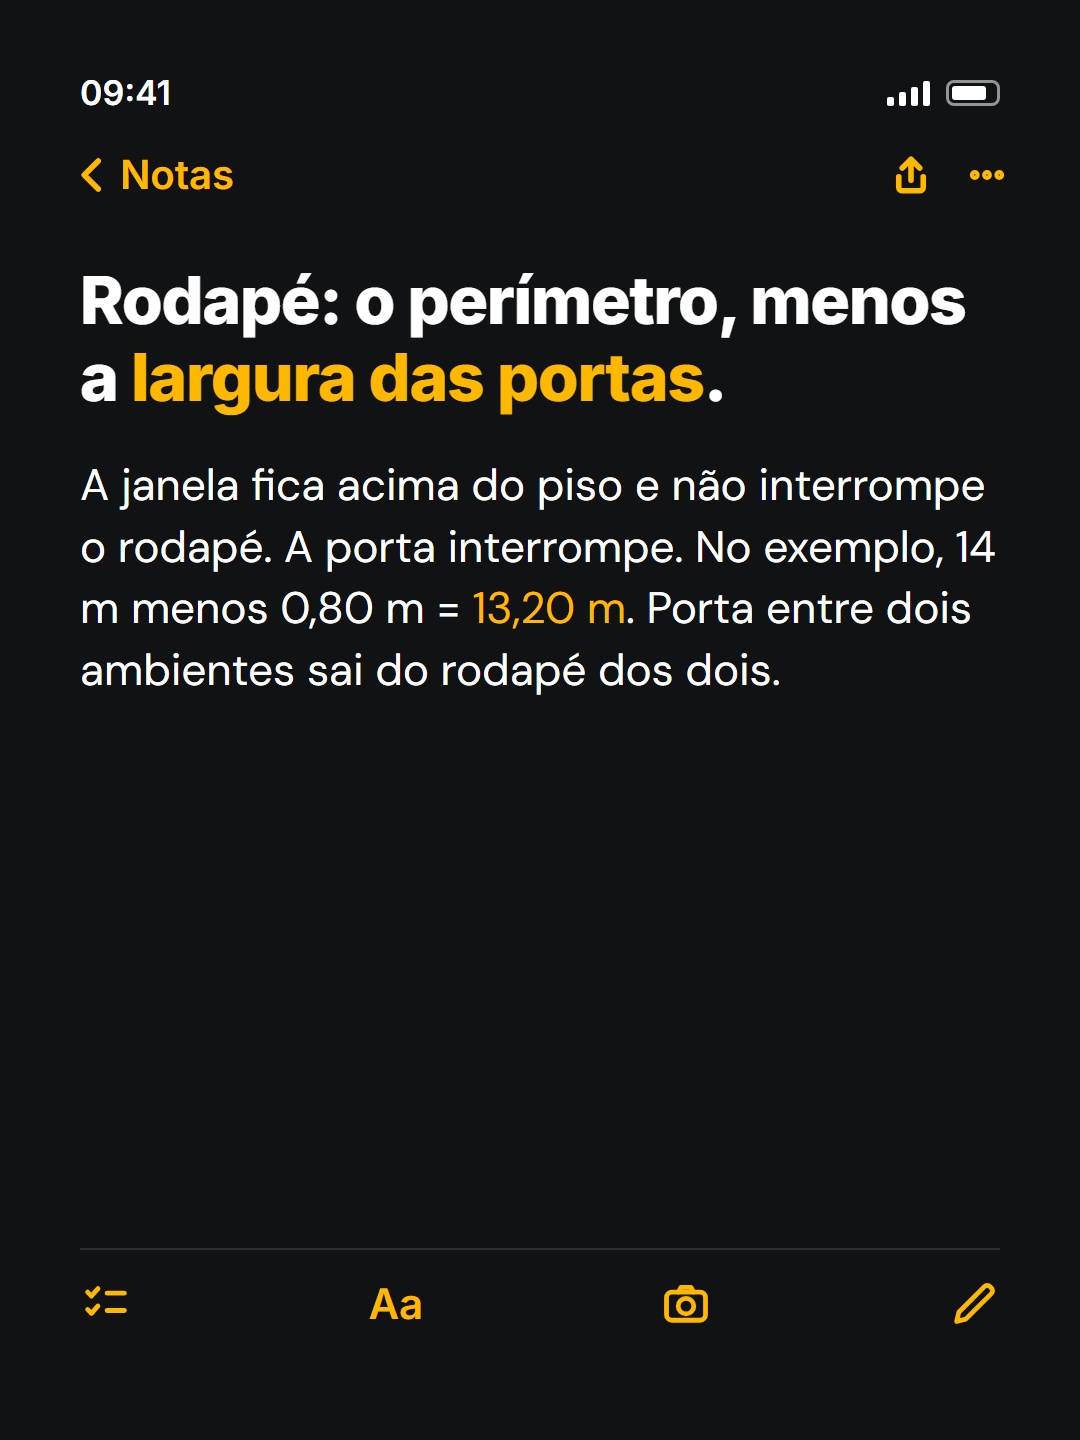 09:41
Notas
Rodapé: o perímetro, menos
a largura das portas.
A janela fica acima do piso e não interrompe
o rodapé. A porta interrompe. No exemplo, 14
m menos 0,80 m = 13,20 m. Porta entre dois
ambientes sai do rodapé dos dois.
Aa